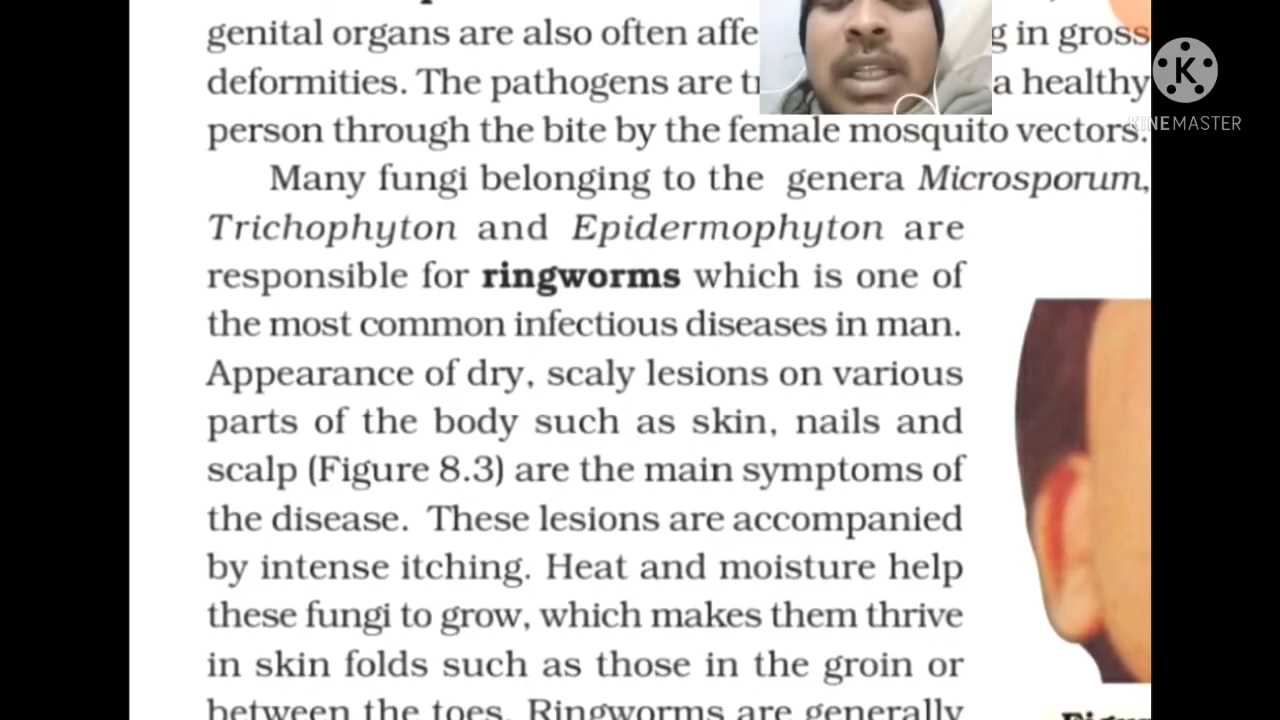 genital organs are also often affe g in gross
deformities. The pathogens are a healthy
person through the bite by the female mosquito vectors.
Many fungi belonging to the genera Microsporum,
Trichophyton and Epidermophyton are
responsible for ringworms which is one of
the most common infectious diseases in man.
Appearance of dry, scaly lesions on various
parts of the body such as skin, nails and
scalp (Figure 8.3) are the main symptoms of
the disease. These lesions are accompanied
by intense itching. Heat and moisture help
these fungi to grow, which makes them thrive
in skin folds such as those in the groin or
between the toes. Ringworms are generally
K
KINEMASTER